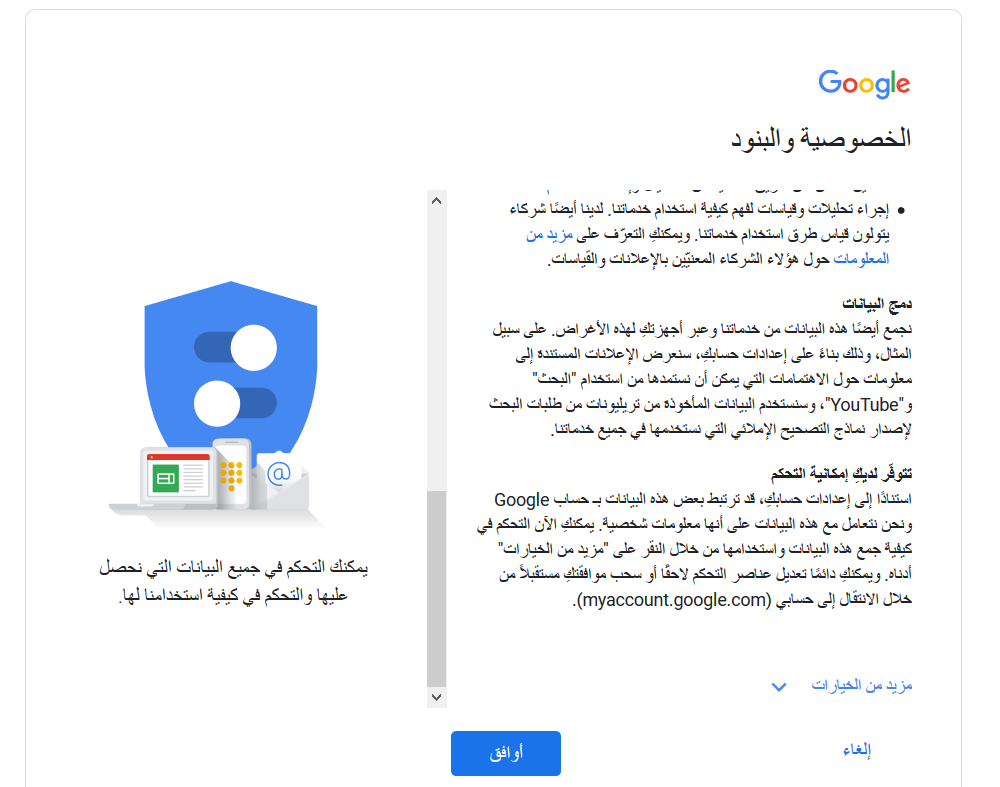 Google
الخصوصية والبنود
إجراء تحليلات وقياسات لفهم كيفية استخدام خدماتنا. لدينا أيضًا شركاء
يتولون قياس طرق استخدام خدماتنا. ويمكنكِ التعرّف على مزيد من
المعلومات حول هؤلاء الشركاء المعنيّين بالإعلانات والقياسات.
دمج البيانات
نجمع أيضًا هذه البيانات من خدماتنا وعبر أجهزتكِ لهذه الأغراض. على سبيل
المثال، وذلك بناءً على إعدادات حسابكِ، سنعرض الإعلانات المستندة إلى
معلومات حول الاهتمامات التي يمكن أن نستمدها من استخدام "البحث"
و"YouTube"، وسنستخدم البيانات المأخوذة من تريليونات من طلبات البحث
لإصدار نماذج التصحيح الإملائي التي نستخدمها في جميع خدماتنا.
تتوفّر لديكِ إمكانية التحكم
استنادًا إلى إعدادات حسابكِ، قد ترتبط بعض هذه البيانات بـ حساب Google
ونحن نتعامل مع هذه البيانات على أنها معلومات شخصية. يمكنكِ الآن التحكم في
كيفية جمع هذه البيانات واستخدامها من خلال النقر على "مزيد من الخيارات"
أدناه. ويمكنكِ دائمًا تعديل عناصر التحكم لاحقًا أو سحب موافقتكِ مستقبلاً من
خلال الانتقال إلى حسابي (myaccount.google.com).
مزيد من الخيارات
إلغاء
أوافق
@
يمكنك التحكم في جميع البيانات التي نحصل
عليها والتحكم في كيفية استخدامنا لها.